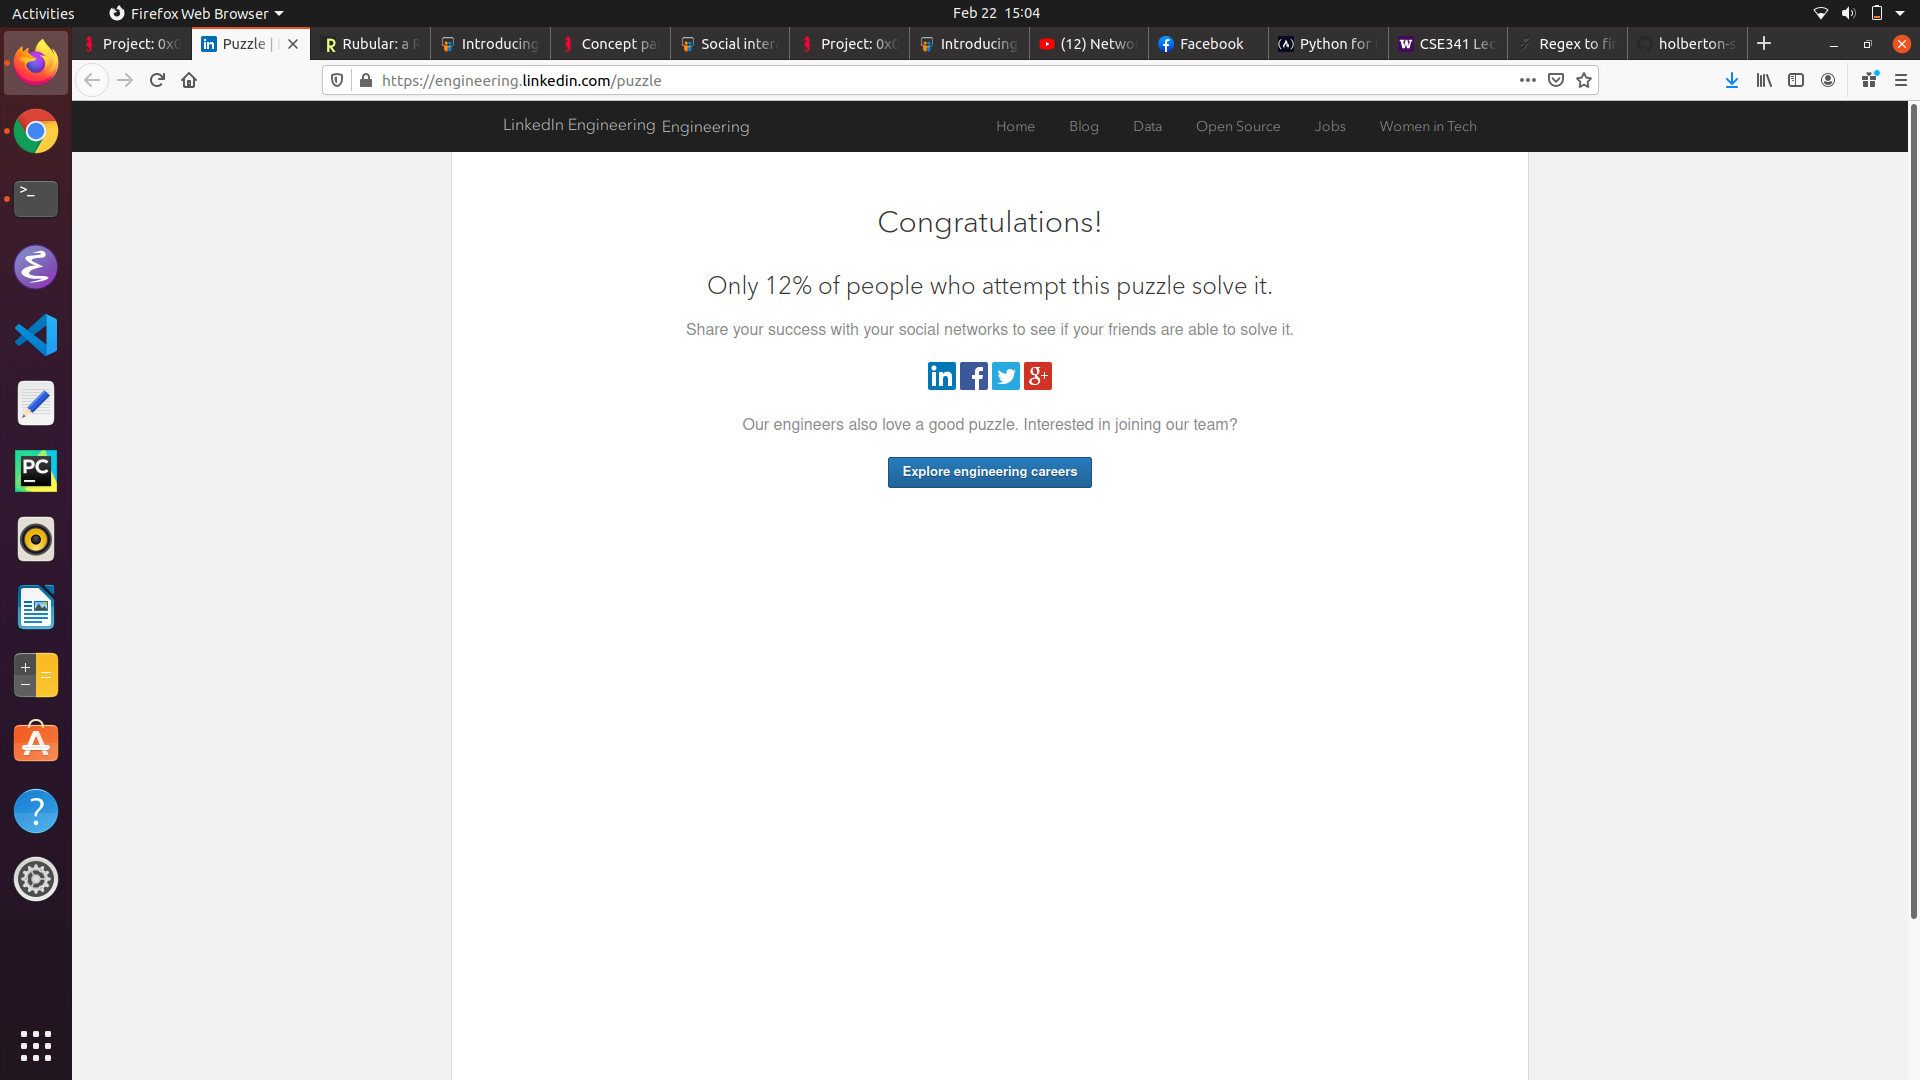 Activities
Firefox Web Browser
Feb 22 15:04
Project: 0x0
Puzzle |
Rubular: a
Introducing
Concept pa
Social inter
Project: 0x0
Introducing
(12) Netwo
Facebook
Python for
CSE341 Lec
Regex to fi
holberton-s
https://engineering.linkedin.com/puzzle
LinkedIn Engineering Engineering
Home
Blog
Data
Open Source
Jobs
Women in Tech
Congratulations!
Only 12% of people who attempt this puzzle solve it.
Share your success with your social networks to see if your friends are able to solve it.
in f g+
Our engineers also love a good puzzle. Interested in joining our team?
Explore engineering careers
PC